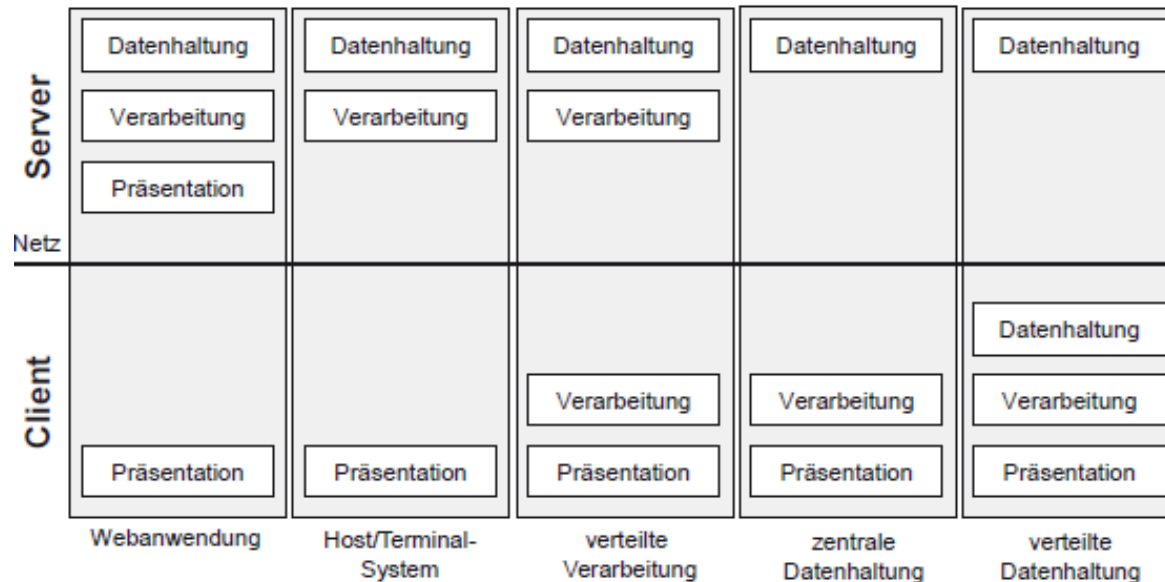 Server
Datenhaltung
Datenhaltung
Datenhaltung
Datenhaltung
Datenhaltung
Verarbeitung
Verarbeitung
Verarbeitung
Präsentation
Netz
Client
Datenhaltung
Verarbeitung
Verarbeitung
Verarbeitung
Präsentation
Präsentation
Präsentation
Präsentation
Präsentation
Webanwendung
Host/Terminal-
System
verteilte
Verarbeitung
zentrale
Datenhaltung
verteilte
Datenhaltung